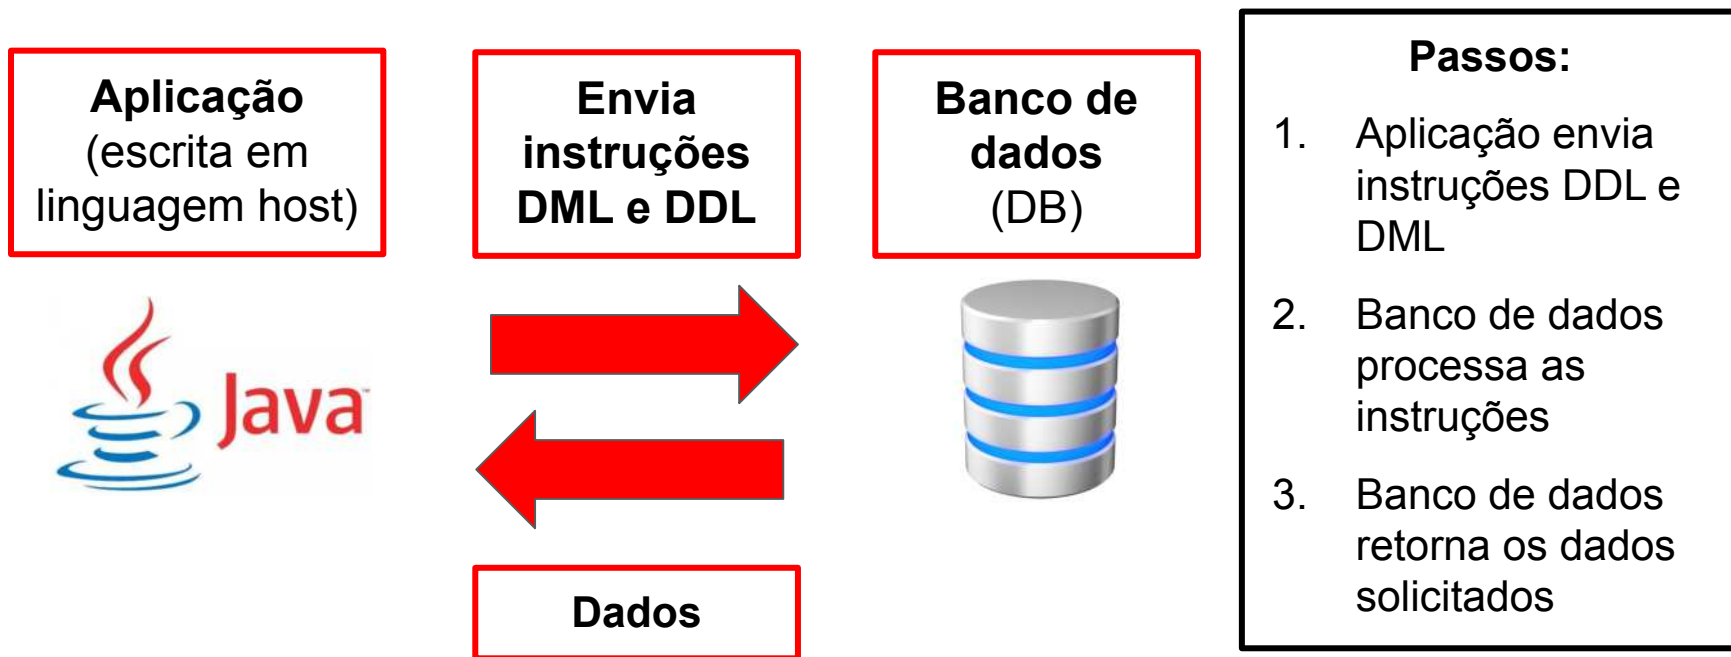 Aplicação
(escrita em
linguagem host)
Envia
instruções
DML e DDL
Banco de
dados
(DB)
Java™
Dados
Passos:
1. Aplicação envia
instruções DDL e
DML
2. Banco de dados
processa as
instruções
3. Banco de dados
retorna os dados
solicitados